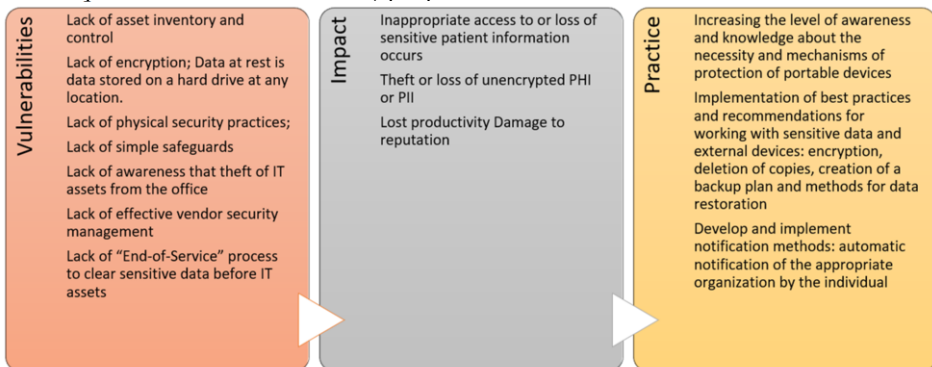 Vulnerabilities
Lack of asset inventory and
control
Lack of encryption; Data at rest is
data stored on a hard drive at any
location.
Lack of physical security practices;
Lack of simple safeguards
Lack of awareness that theft of IT
assets from the office
Lack of effective vendor security
management
Lack of “End-of-Service” process
to clear sensitive data before IT
assets
Impact
Inappropriate access to or loss of
sensitive patient information
occurs
Theft or loss of unencrypted PHI
or PII
Lost productivity Damage to
reputation
Practice
Increasing the level of awareness
and knowledge about the
necessity and mechanisms of
protection of portable devices
Implementation of best practices
and recommendations for
working with sensitive data and
external devices: encryption,
deletion of copies, creation of a
backup plan and methods for data
restoration
Develop and implement
notification methods: automatic
notification of the appropriate
organization by the individual